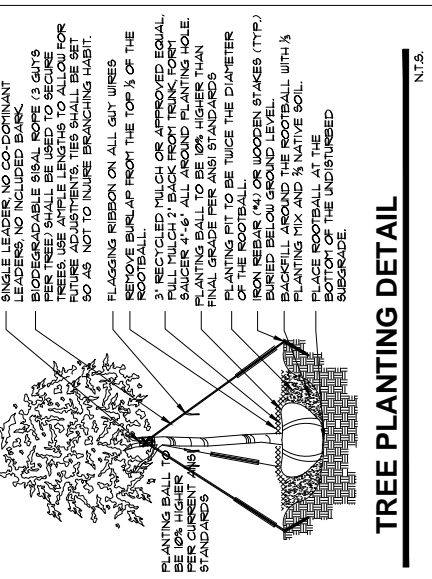 SINGLE LEADER, NO CO-DOMINANT
LEADERS, NO INCLUDED BARK.
BIODEGRADABLE SISAL ROPE (3 GUYS
PER TREE) SHALL BE USED TO SECURE
TREES. USE AMPLE LENGTHS TO ALLOW FOR
FUTURE ADJUSTMENTS, TIES SHALL BE SET
SO AS NOT TO INJURE BRANCHING HABIT.
FLAGGING RIBBON ON ALL GUY WIRES
REMOVE BURLAP FROM THE TOP ⅓ OF THE
ROOTBALL.
3" RECYCLED MULCH OR APPROVED EQUAL,
PULL MULCH 2" BACK FROM TRUNK, FORM
SAUCER 4"-6" ALL AROUND PLANTING HOLE.
PLANTING BALL TO BE 10% HIGHER THAN
FINAL GRADE PER ANSI STANDARDS
PLANTING PIT TO BE TWICE THE DIAMETER
OF THE ROOTBALL.
IRON REBAR (#4) OR WOODEN STAKES (TYP.)
BURIED BELOW GROUND LEVEL.
BACKFILL AROUND THE ROOTBALL WITH ⅓
PLANTING MIX AND ⅔ NATIVE SOIL.
PLACE ROOTBALL AT THE
BOTTOM OF THE UNDISTURBED
SUBGRADE.
PLANTING BALL TO
BE 10% HIGHER
PER CURRENT ANSI
STANDARDS
TREE PLANTING DETAIL
N.T.S.